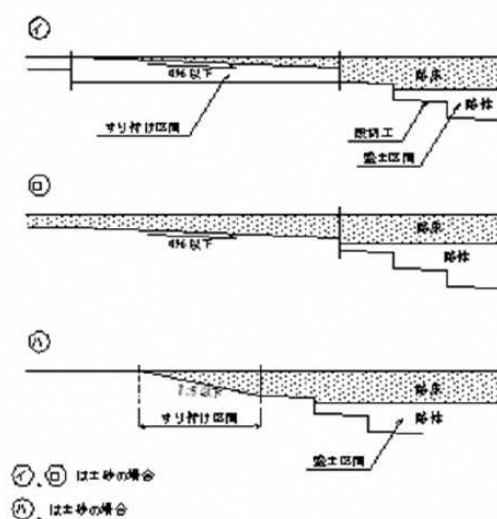 イ
路床
4%以下
路体
すり付け区間
段切工
盛土区間
ロ
路床
4%以下
路体
ハ
路床
1:5以下
路体
すり付け区間
盛土区間
イ、ロ は土砂の場合
ハ、は土砂の場合